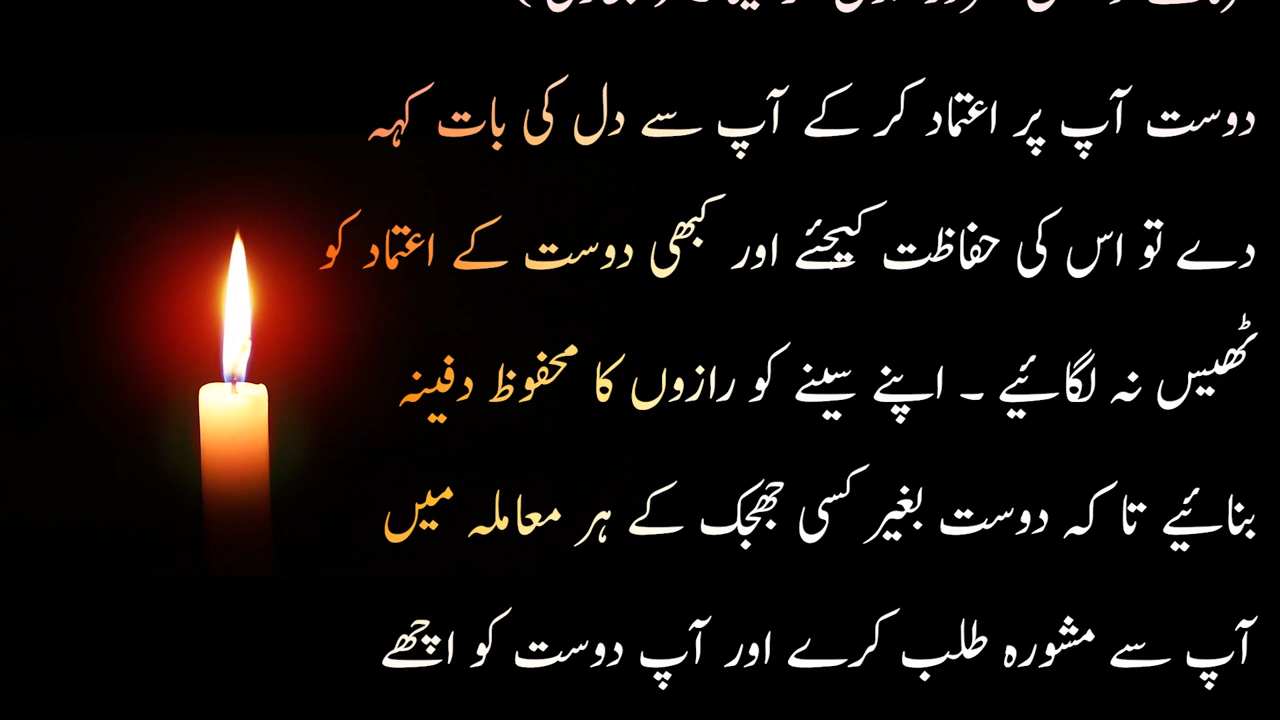 دوست آپ پر اعتماد کر کے آپ سے دل کی بات کہہ
دے تو اس کی حفاظت کیجئے اور کبھی دوست کے اعتماد کو
ٹھیس نہ لگائیے ۔ اپنے سینے کو رازوں کا محفوظ دفینہ
بنائیے تا کہ دوست بغیر کسی جھجک کے ہر معاملہ میں
آپ سے مشورہ طلب کرے اور آپ دوست کو اچھے